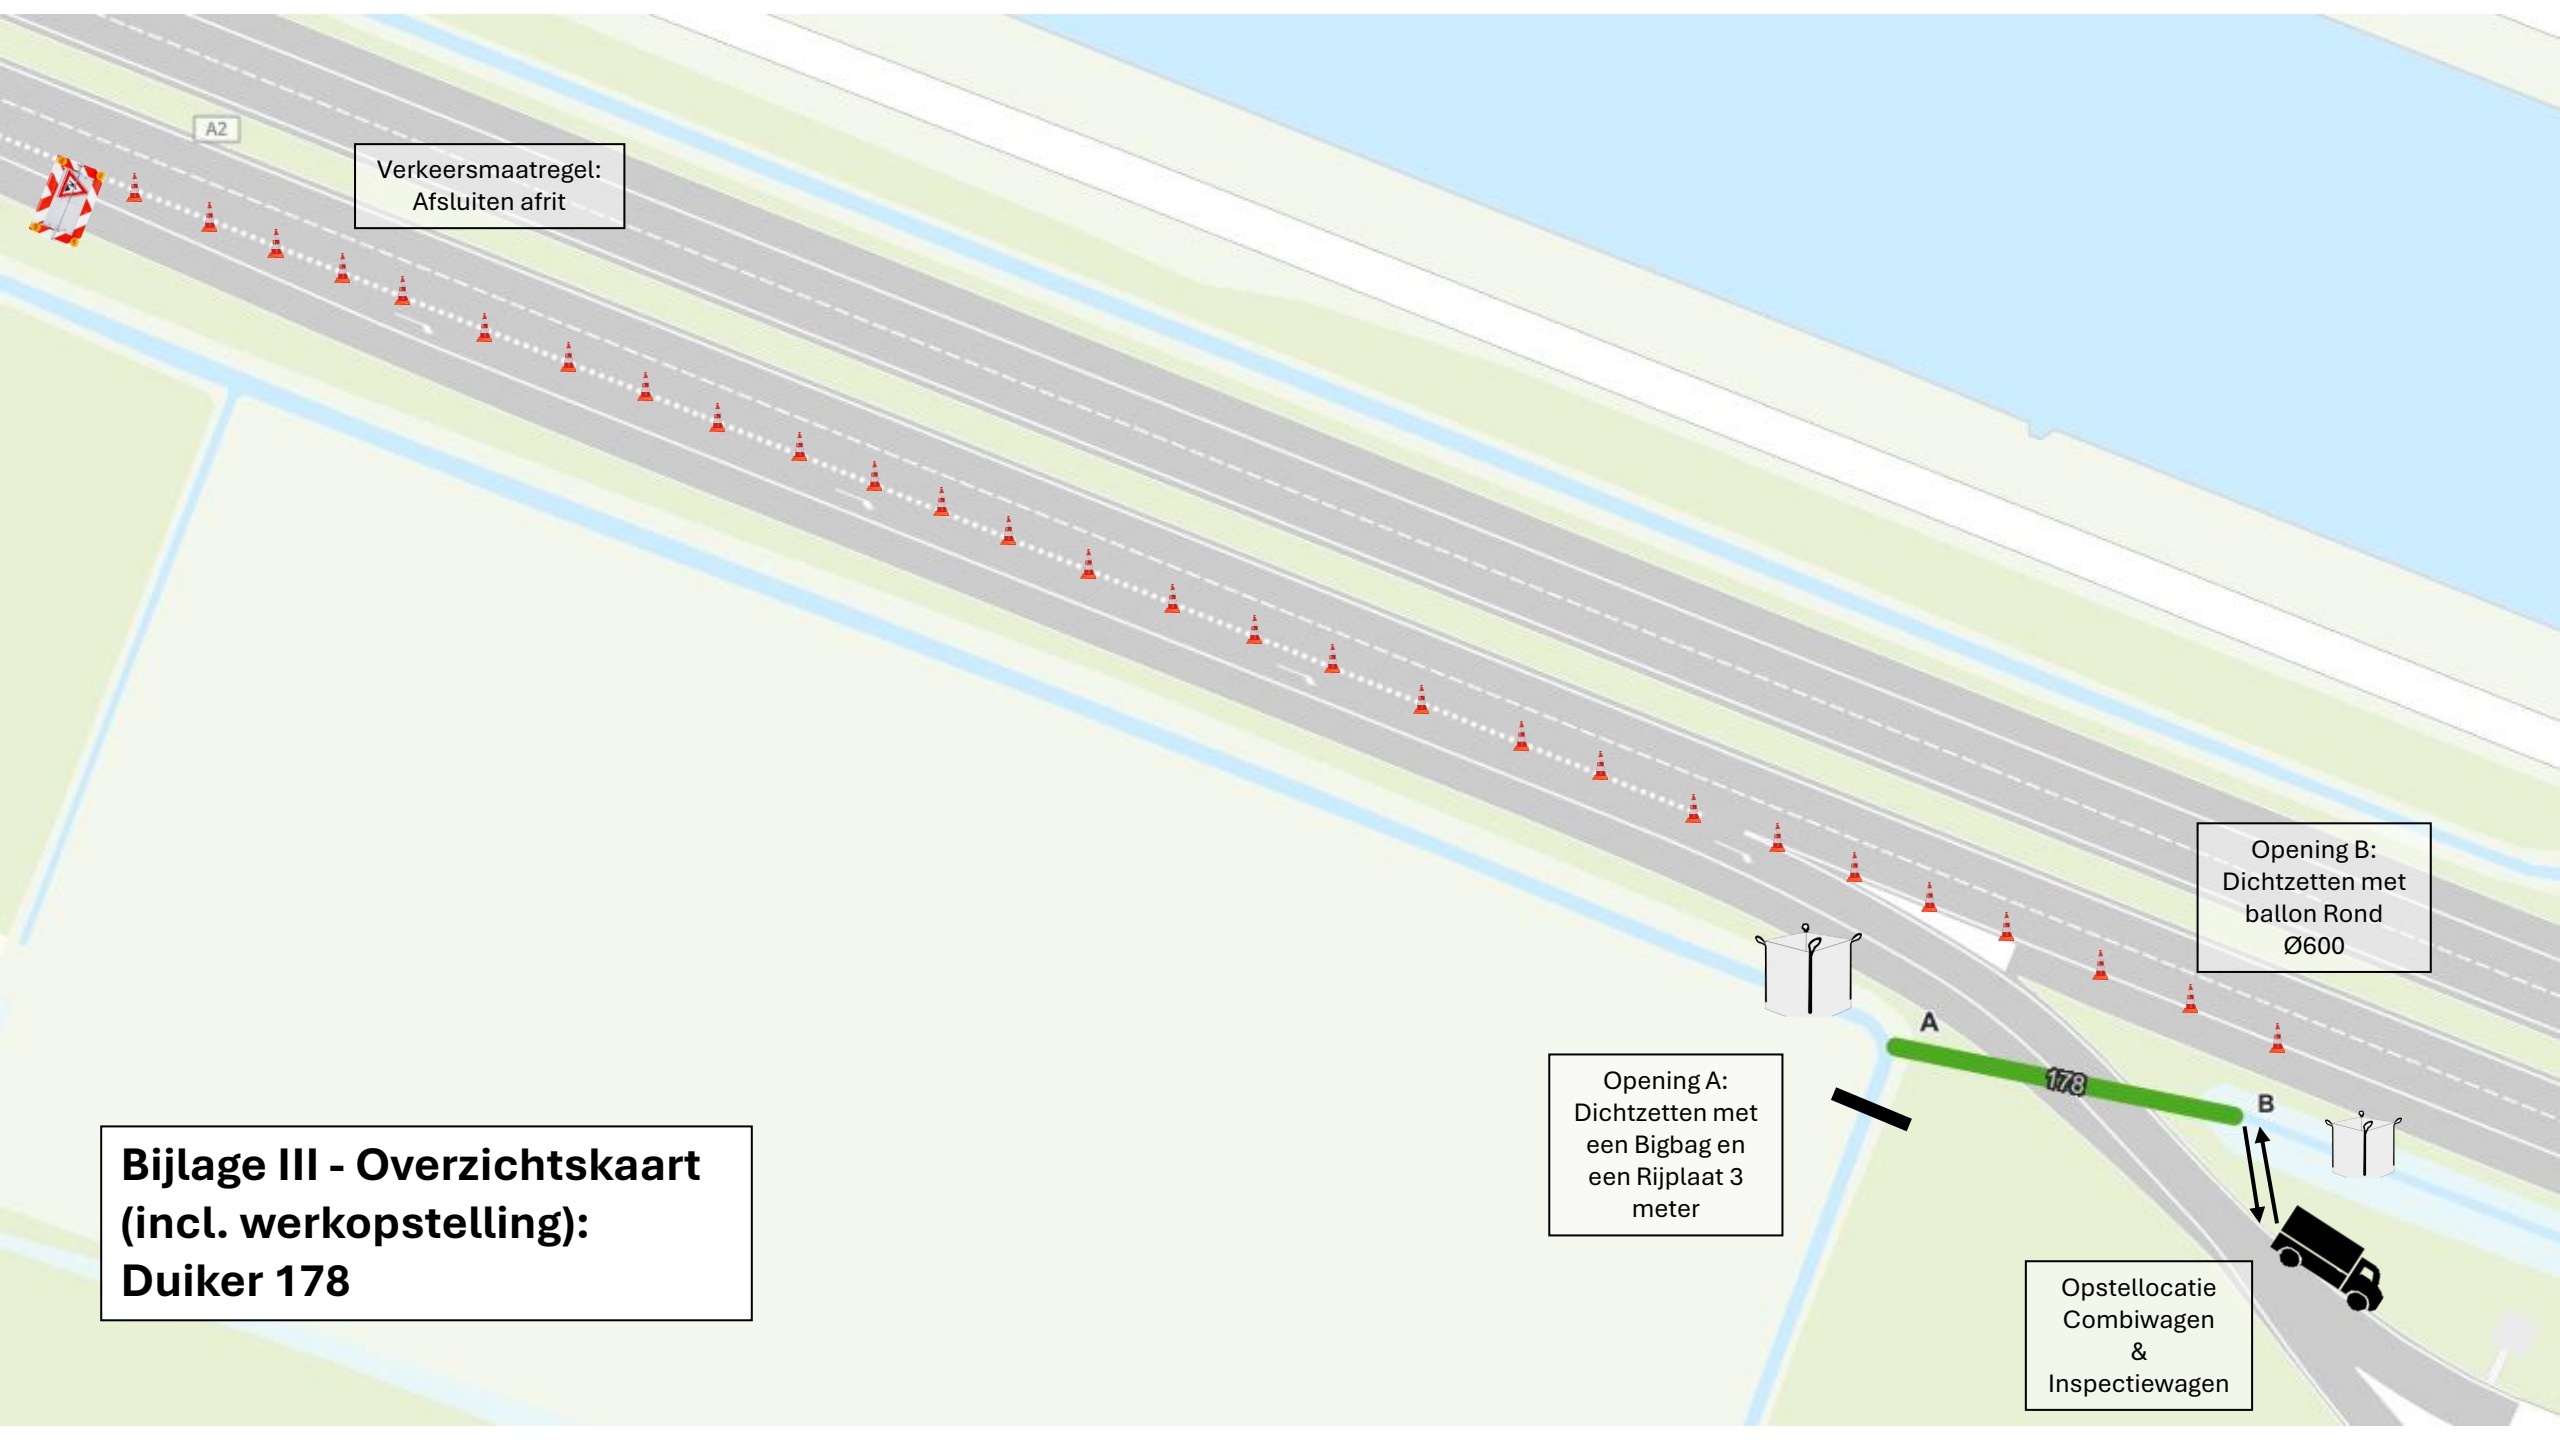 A2
Verkeersmaatregel:
Afsluiten afrit
Opening B:
Dichtzetten met
ballon Rond
Ø600
A
178
B
Opening A:
Dichtzetten met
een Bigbag en
een Rijplaat 3
meter
Bijlage III - Overzichtskaart
(incl. werkopstelling):
Duiker 178
Opstellocatie
Combiwagen
&
Inspectiewagen